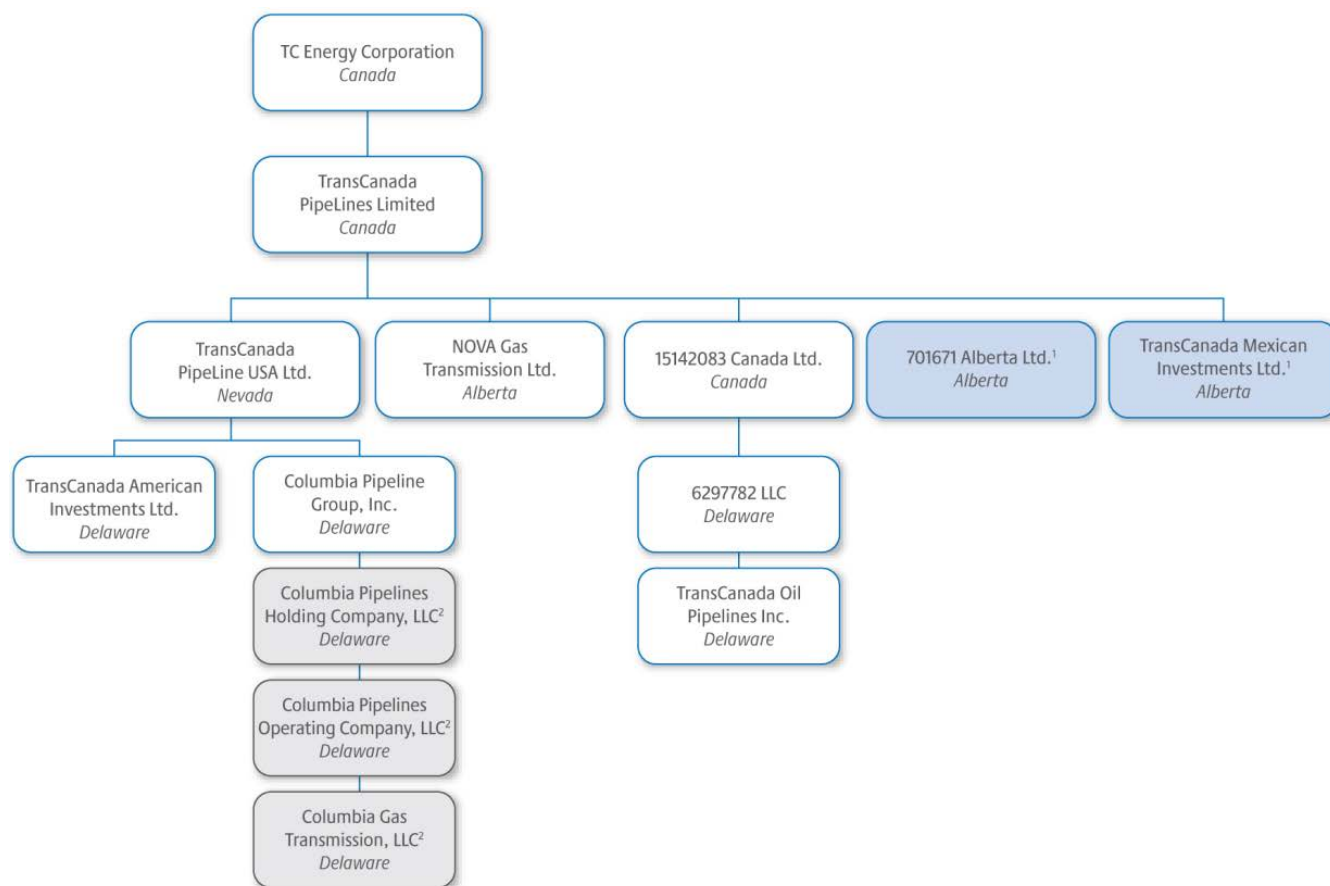 TC Energy Corporation
Canada
TransCanada
PipeLines Limited
Canada
TransCanada
PipeLine USA Ltd.
Nevada
NOVA Gas
Transmission Ltd.
Alberta
15142083 Canada Ltd.
Canada
701671 Alberta Ltd.¹
Alberta
TransCanada Mexican
Investments Ltd.¹
Alberta
TransCanada American
Investments Ltd.
Delaware
Columbia Pipeline
Group, Inc.
Delaware
6297782 LLC
Delaware
Columbia Pipelines
Holding Company, LLC²
Delaware
TransCanada Oil
Pipelines Inc.
Delaware
Columbia Pipelines
Operating Company, LLC²
Delaware
Columbia Gas
Transmission, LLC²
Delaware